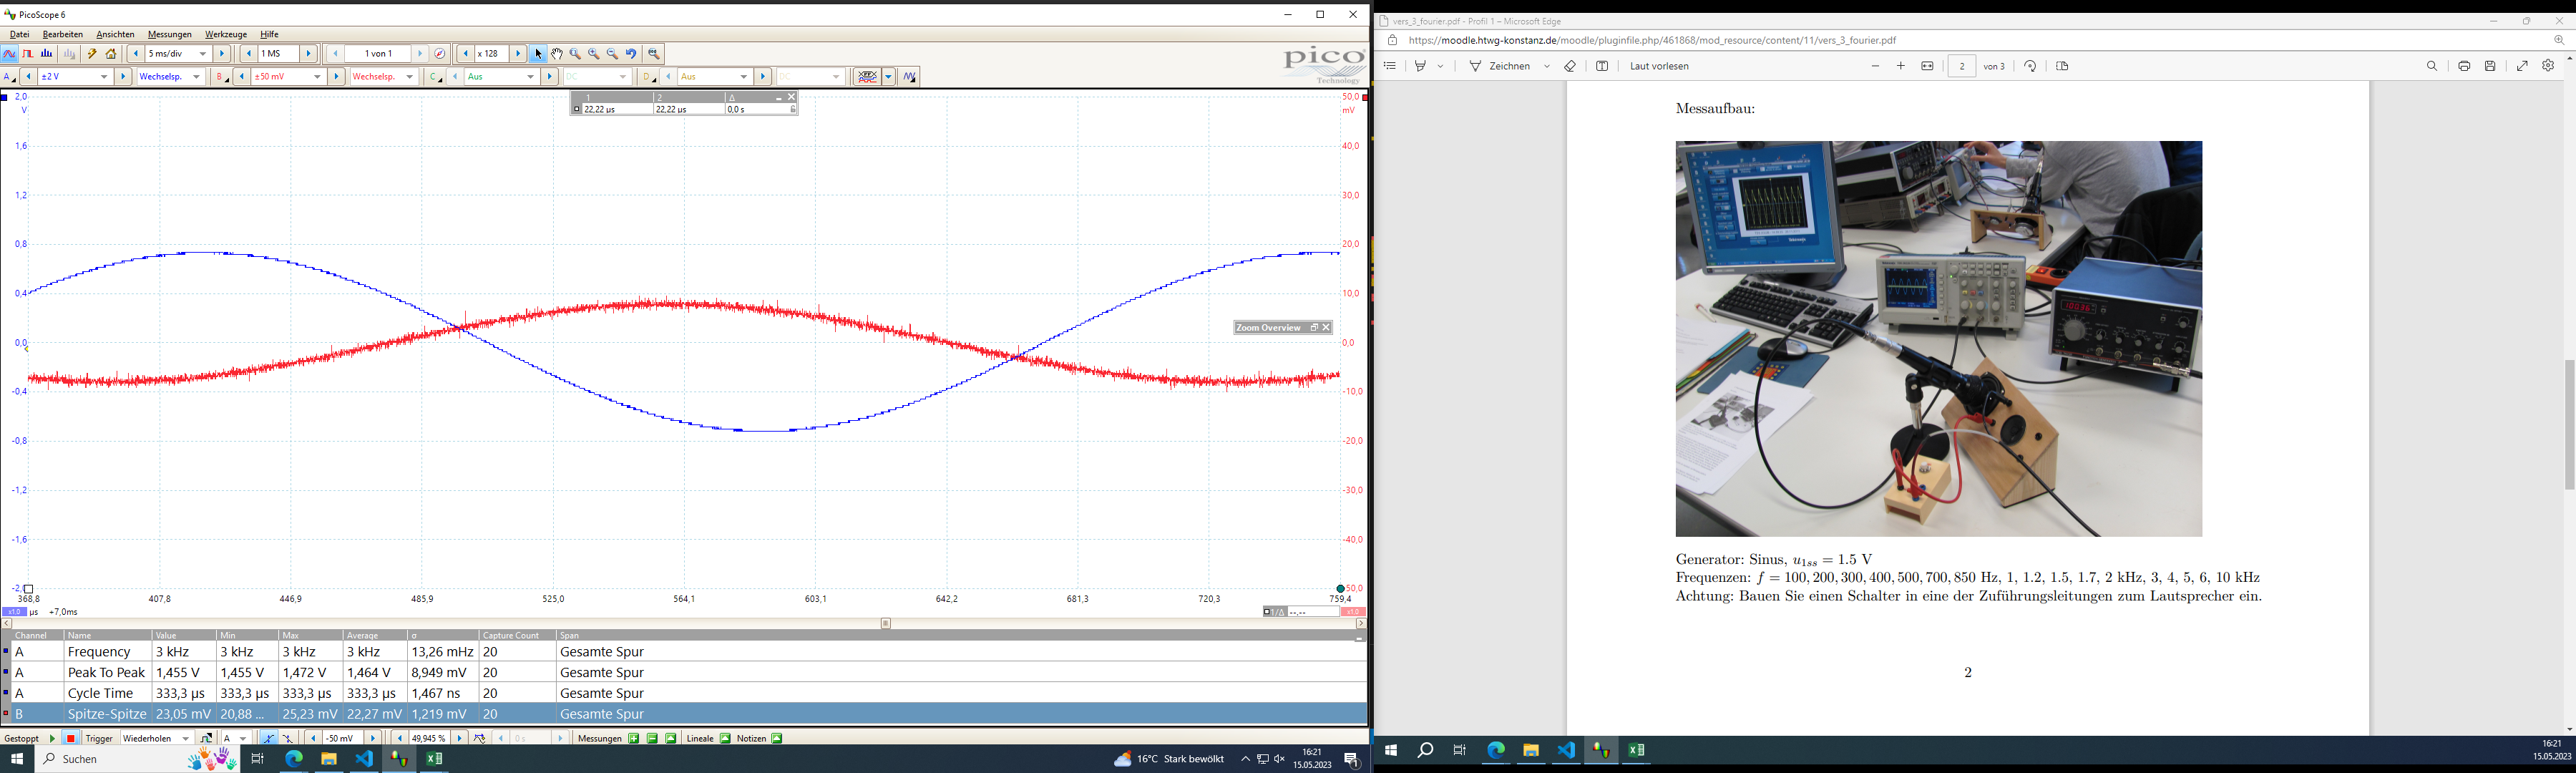 PicoScope 6
Datei Bearbeiten Ansichten Messungen Werkzeuge Hilfe
5 ms/div 1 MS 1 von 1 x 128
A ±2 V Wechselsp. B ±50 mV Wechselsp. C Aus DC D Aus DC
pico
Technology
1 2 Δ
22,22 µs 22,22 µs 0,0 s
2,0 50,0
V mV
1,6 40,0
1,2 30,0
0,8 20,0
0,4 10,0
Zoom Overview
0,0 0,0
-0,4 -10,0
-0,8 -20,0
-1,2 -30,0
-1,6 -40,0
-2,0 -50,0
368,8 407,8 446,9 485,9 525,0 564,1 603,1 642,2 681,3 720,3 759,4
x1,0 µs +7,0ms 1/Δ --,-- x1,0
Channel Name Value Min Max Average σ Capture Count Span
A Frequency 3 kHz 3 kHz 3 kHz 3 kHz 13,26 mHz 20 Gesamte Spur
A Peak To Peak 1,455 V 1,455 V 1,472 V 1,464 V 8,949 mV 20 Gesamte Spur
A Cycle Time 333,3 µs 333,3 µs 333,3 µs 333,3 µs 1,467 ns 20 Gesamte Spur
B Spitze-Spitze 23,05 mV 20,88 ... 25,23 mV 22,27 mV 1,219 mV 20 Gesamte Spur
Gestoppt Trigger Wiederholen A -50 mV 49,945 % 0 s Messungen Lineale Notizen
Suchen 16°C Stark bewölkt 16:21
15.05.2023
vers_3_fourier.pdf - Profil 1 – Microsoft Edge
https://moodle.htwg-konstanz.de/moodle/pluginfile.php/461868/mod_resource/content/11/vers_3_fourier.pdf
Zeichnen Laut vorlesen 2 von 3
Messaufbau:
Generator: Sinus, u1ss = 1.5 V
Frequenzen: f = 100, 200, 300, 400, 500, 700, 850 Hz, 1, 1.2, 1.5, 1.7, 2 kHz, 3, 4, 5, 6, 10 kHz
Achtung: Bauen Sie einen Schalter in eine der Zuführungsleitungen zum Lautsprecher ein.
2
16:21
15.05.2023